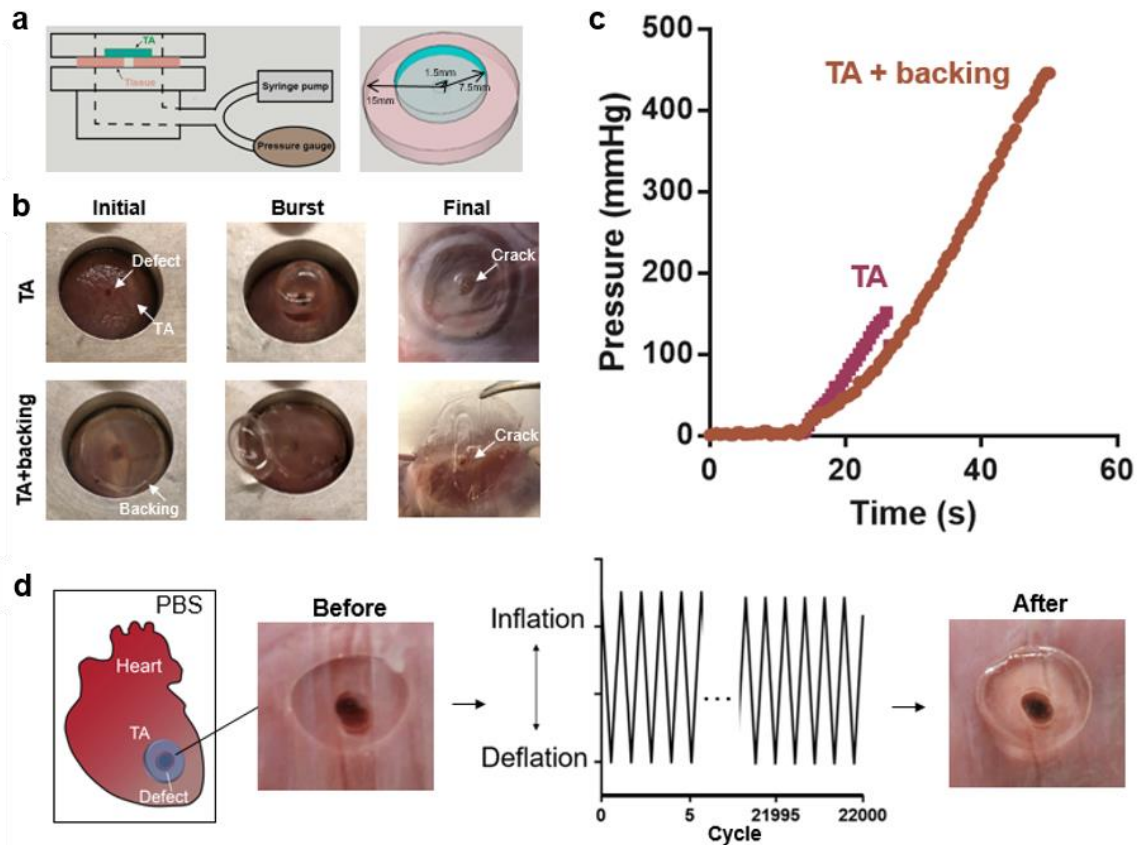 a
TA
Tissue
Syringe pump
Pressure gauge
1.5mm
15mm
7.5mm
b
Initial
Burst
Final
TA
Defect
TA
Crack
TA+backing
Backing
Crack
c
Pressure (mmHg)
500
400
300
200
100
0
TA + backing
TA
0
20
40
60
Time (s)
d
PBS
Heart
TA
Defect
Before
Inflation
Deflation
...
0
5
21995
22000
Cycle
After